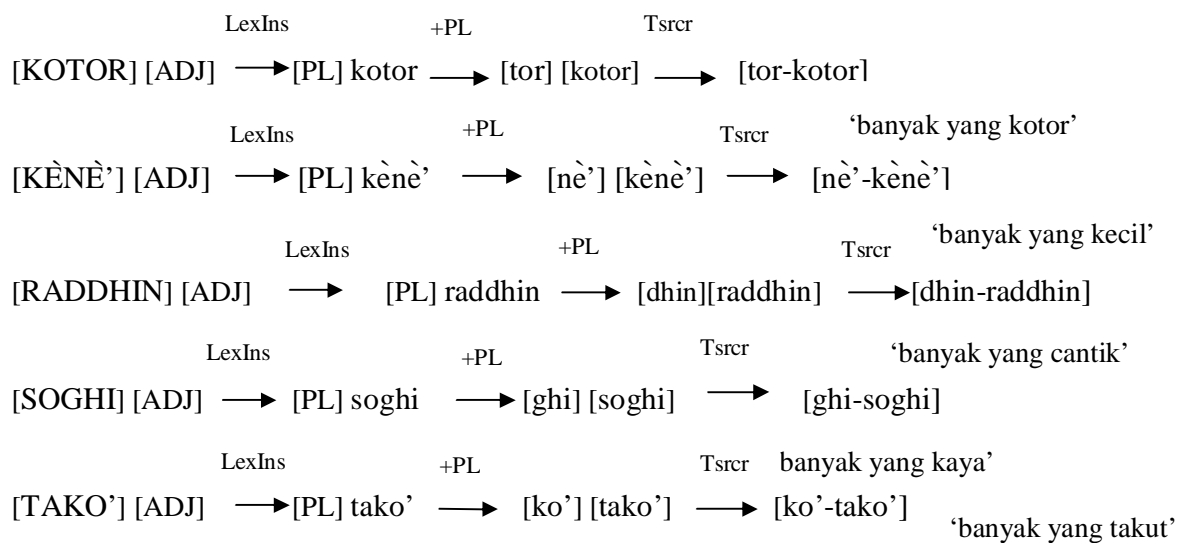 LexIns +PL Tsrcr
[KOTOR] [ADJ] → [PL] kotor → [tor] [kotor] → [tor-kotor]
LexIns +PL Tsrcr ‘banyak yang kotor’
[KÈNÈ’] [ADJ] → [PL] kènè’ → [nè’] [kènè’] → [nè’-kènè’]
LexIns +PL Tsrcr ‘banyak yang kecil’
[RADDHIN] [ADJ] → [PL] raddhin → [dhin][raddhin] → [dhin-raddhin]
LexIns +PL Tsrcr ‘banyak yang cantik’
[SOGHI] [ADJ] → [PL] soghi → [ghi] [soghi] → [ghi-soghi]
LexIns +PL Tsrcr banyak yang kaya’
[TAKO’] [ADJ] → [PL] tako’ → [ko’] [tako’] → [ko’-tako’]
‘banyak yang takut’